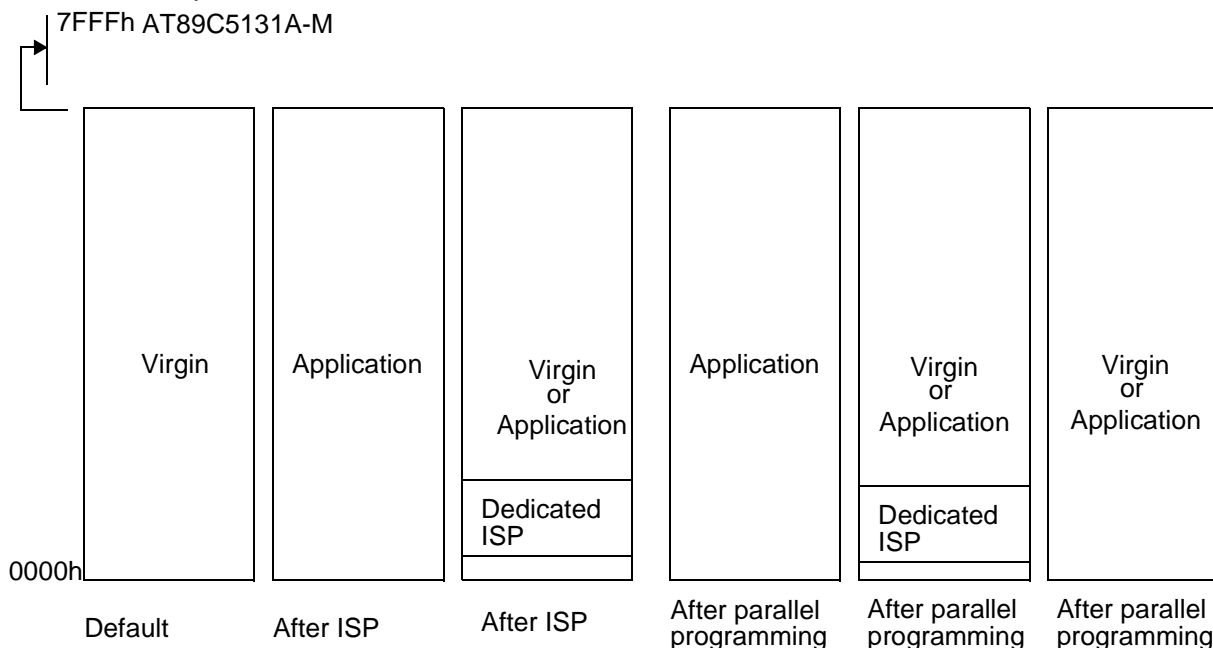 7FFFh AT89C5131A-M
Virgin
Application
Virgin
or
Application
Dedicated
ISP
Application
Virgin
or
Application
Dedicated
ISP
Virgin
or
Application
0000h
Default
After ISP
After ISP
After parallel
programming
After parallel
programming
After parallel
programming